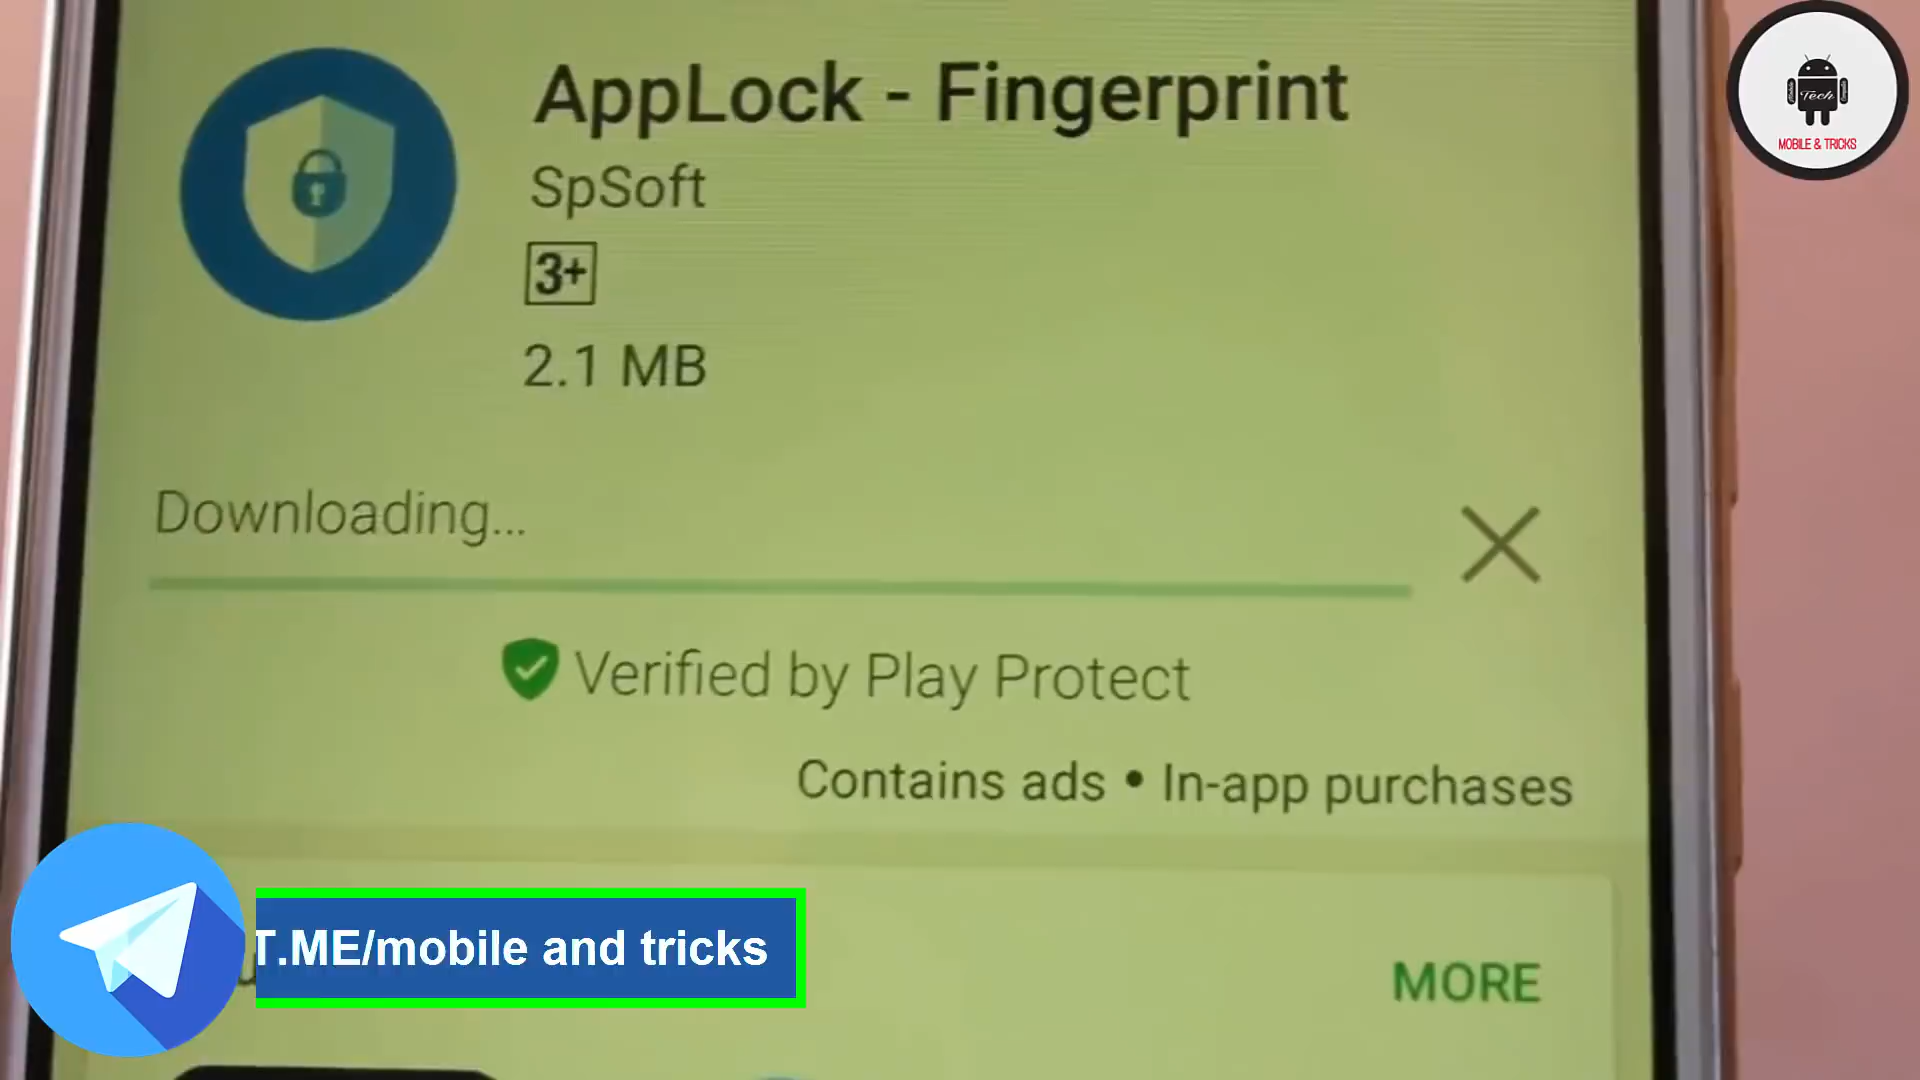 AppLock - Fingerprint
SpSoft
3+
2.1 MB
Downloading...
Verified by Play Protect
Contains ads • In-app purchases
MORE
T.ME/mobile and tricks
Tech
MOBILE & TRICKS